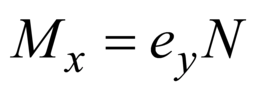 M_x = e_y N